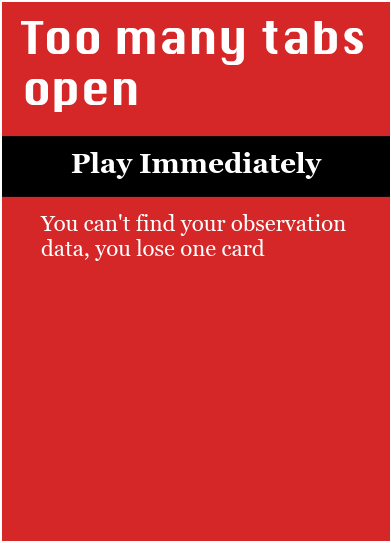 Too many tabs
open
Play Immediately
You can't find your observation
data, you lose one card